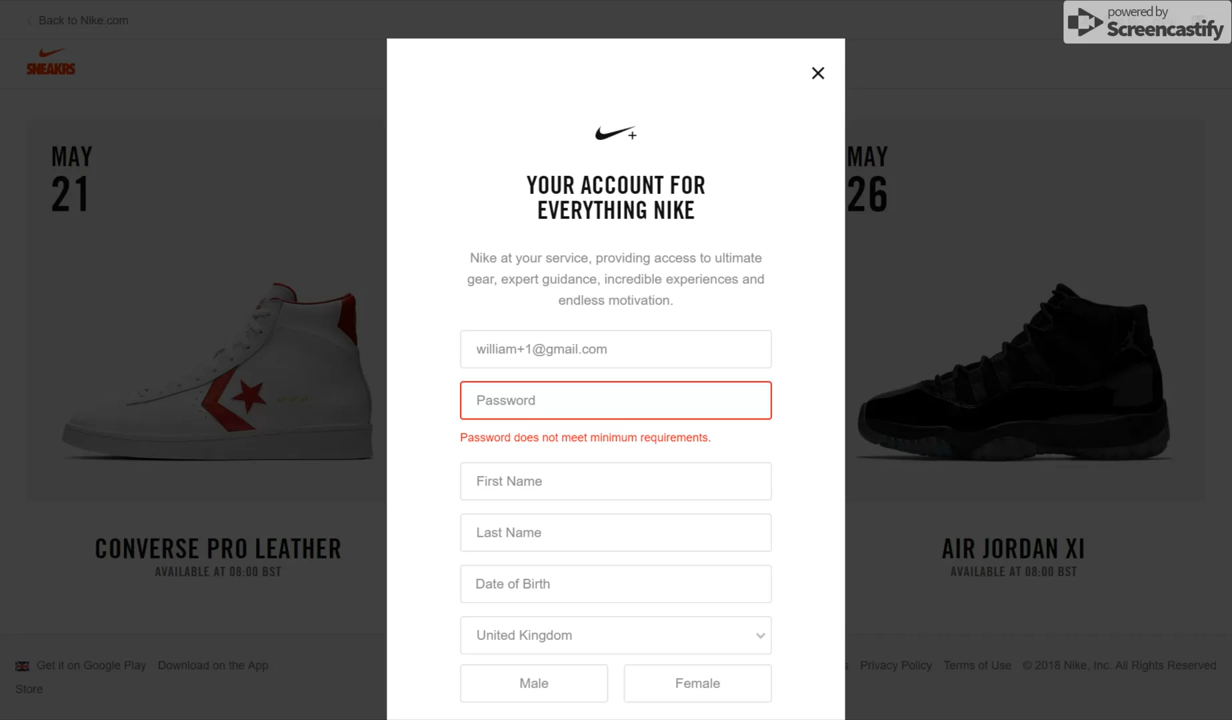 Back to Nike.com
powered by
Screencastify
SNEAKRS
MAY
21
MAY
26
YOUR ACCOUNT FOR
EVERYTHING NIKE
Nike at your service, providing access to ultimate
gear, expert guidance, incredible experiences and
endless motivation.
william+1@gmail.com
Password
Password does not meet minimum requirements.
First Name
Last Name
Date of Birth
United Kingdom
Male
Female
CONVERSE PRO LEATHER
AVAILABLE AT 08:00 BST
AIR JORDAN XI
AVAILABLE AT 08:00 BST
Get it on Google Play Download on the App
Store
Privacy Policy Terms of Use © 2018 Nike, Inc. All Rights Reserved